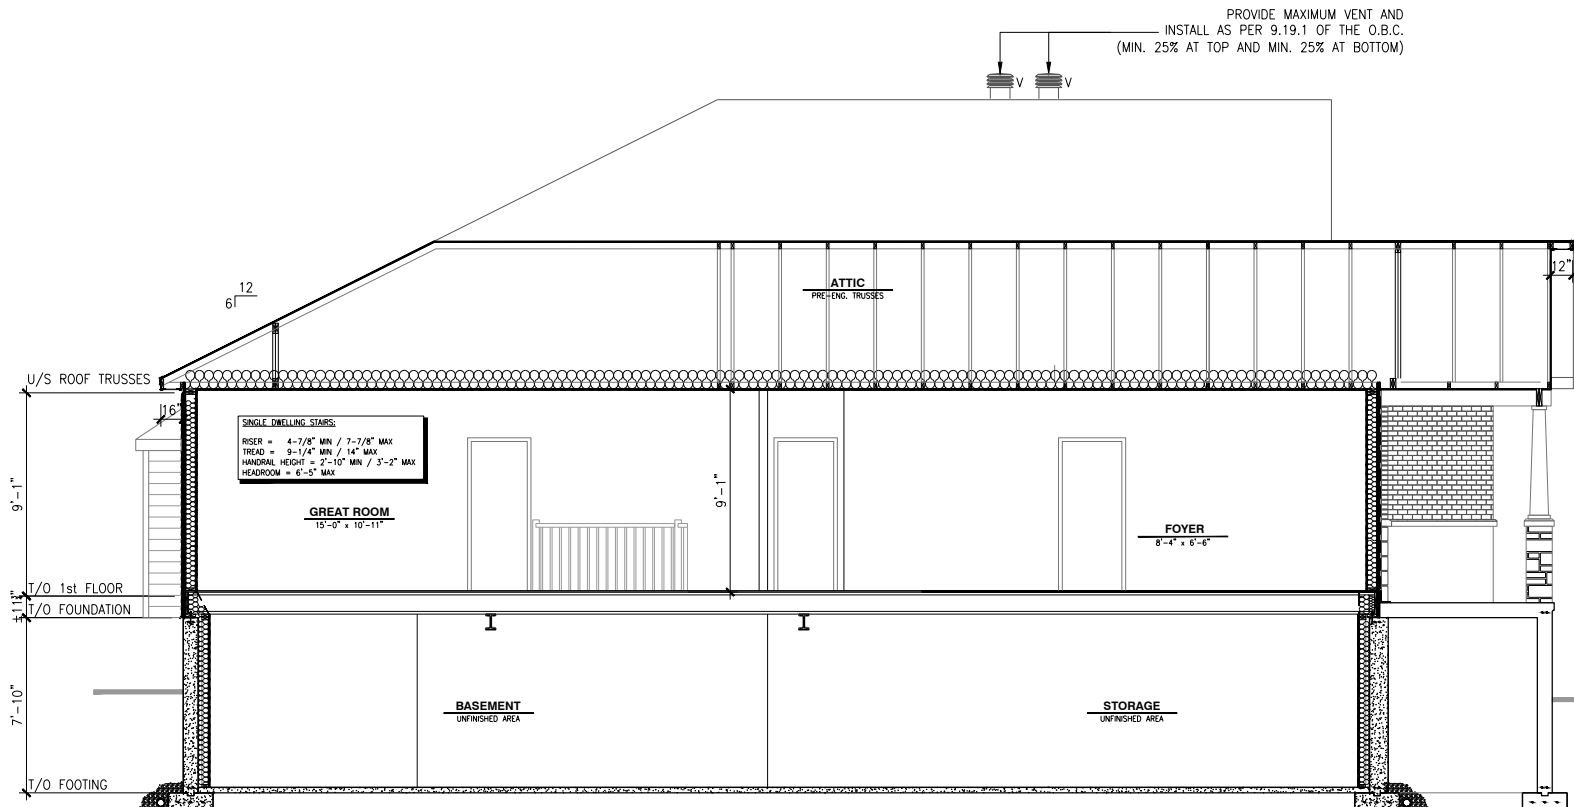 PROVIDE MAXIMUM VENT AND
INSTALL AS PER 9.19.1 OF THE O.B.C.
(MIN. 25% AT TOP AND MIN. 25% AT BOTTOM)
V
V
12
6
ATTIC
PRE-ENG. TRUSSES
12"
U/S ROOF TRUSSES
16"
SINGLE DWELLING STAIRS:
RISER = 4-7/8" MIN / 7-7/8" MAX
TREAD = 9-1/4" MIN / 14" MAX
HANDRAIL HEIGHT = 2'-10" MIN / 3'-2" MAX
HEADROOM = 6'-5" MAX
9'-1"
9'-1"
GREAT ROOM
15'-0" x 10'-11"
FOYER
8'-4" x 6'-6"
T/O 1st FLOOR
T/O FOUNDATION
7'-10"
BASEMENT
UNFINISHED AREA
STORAGE
UNFINISHED AREA
T/O FOOTING